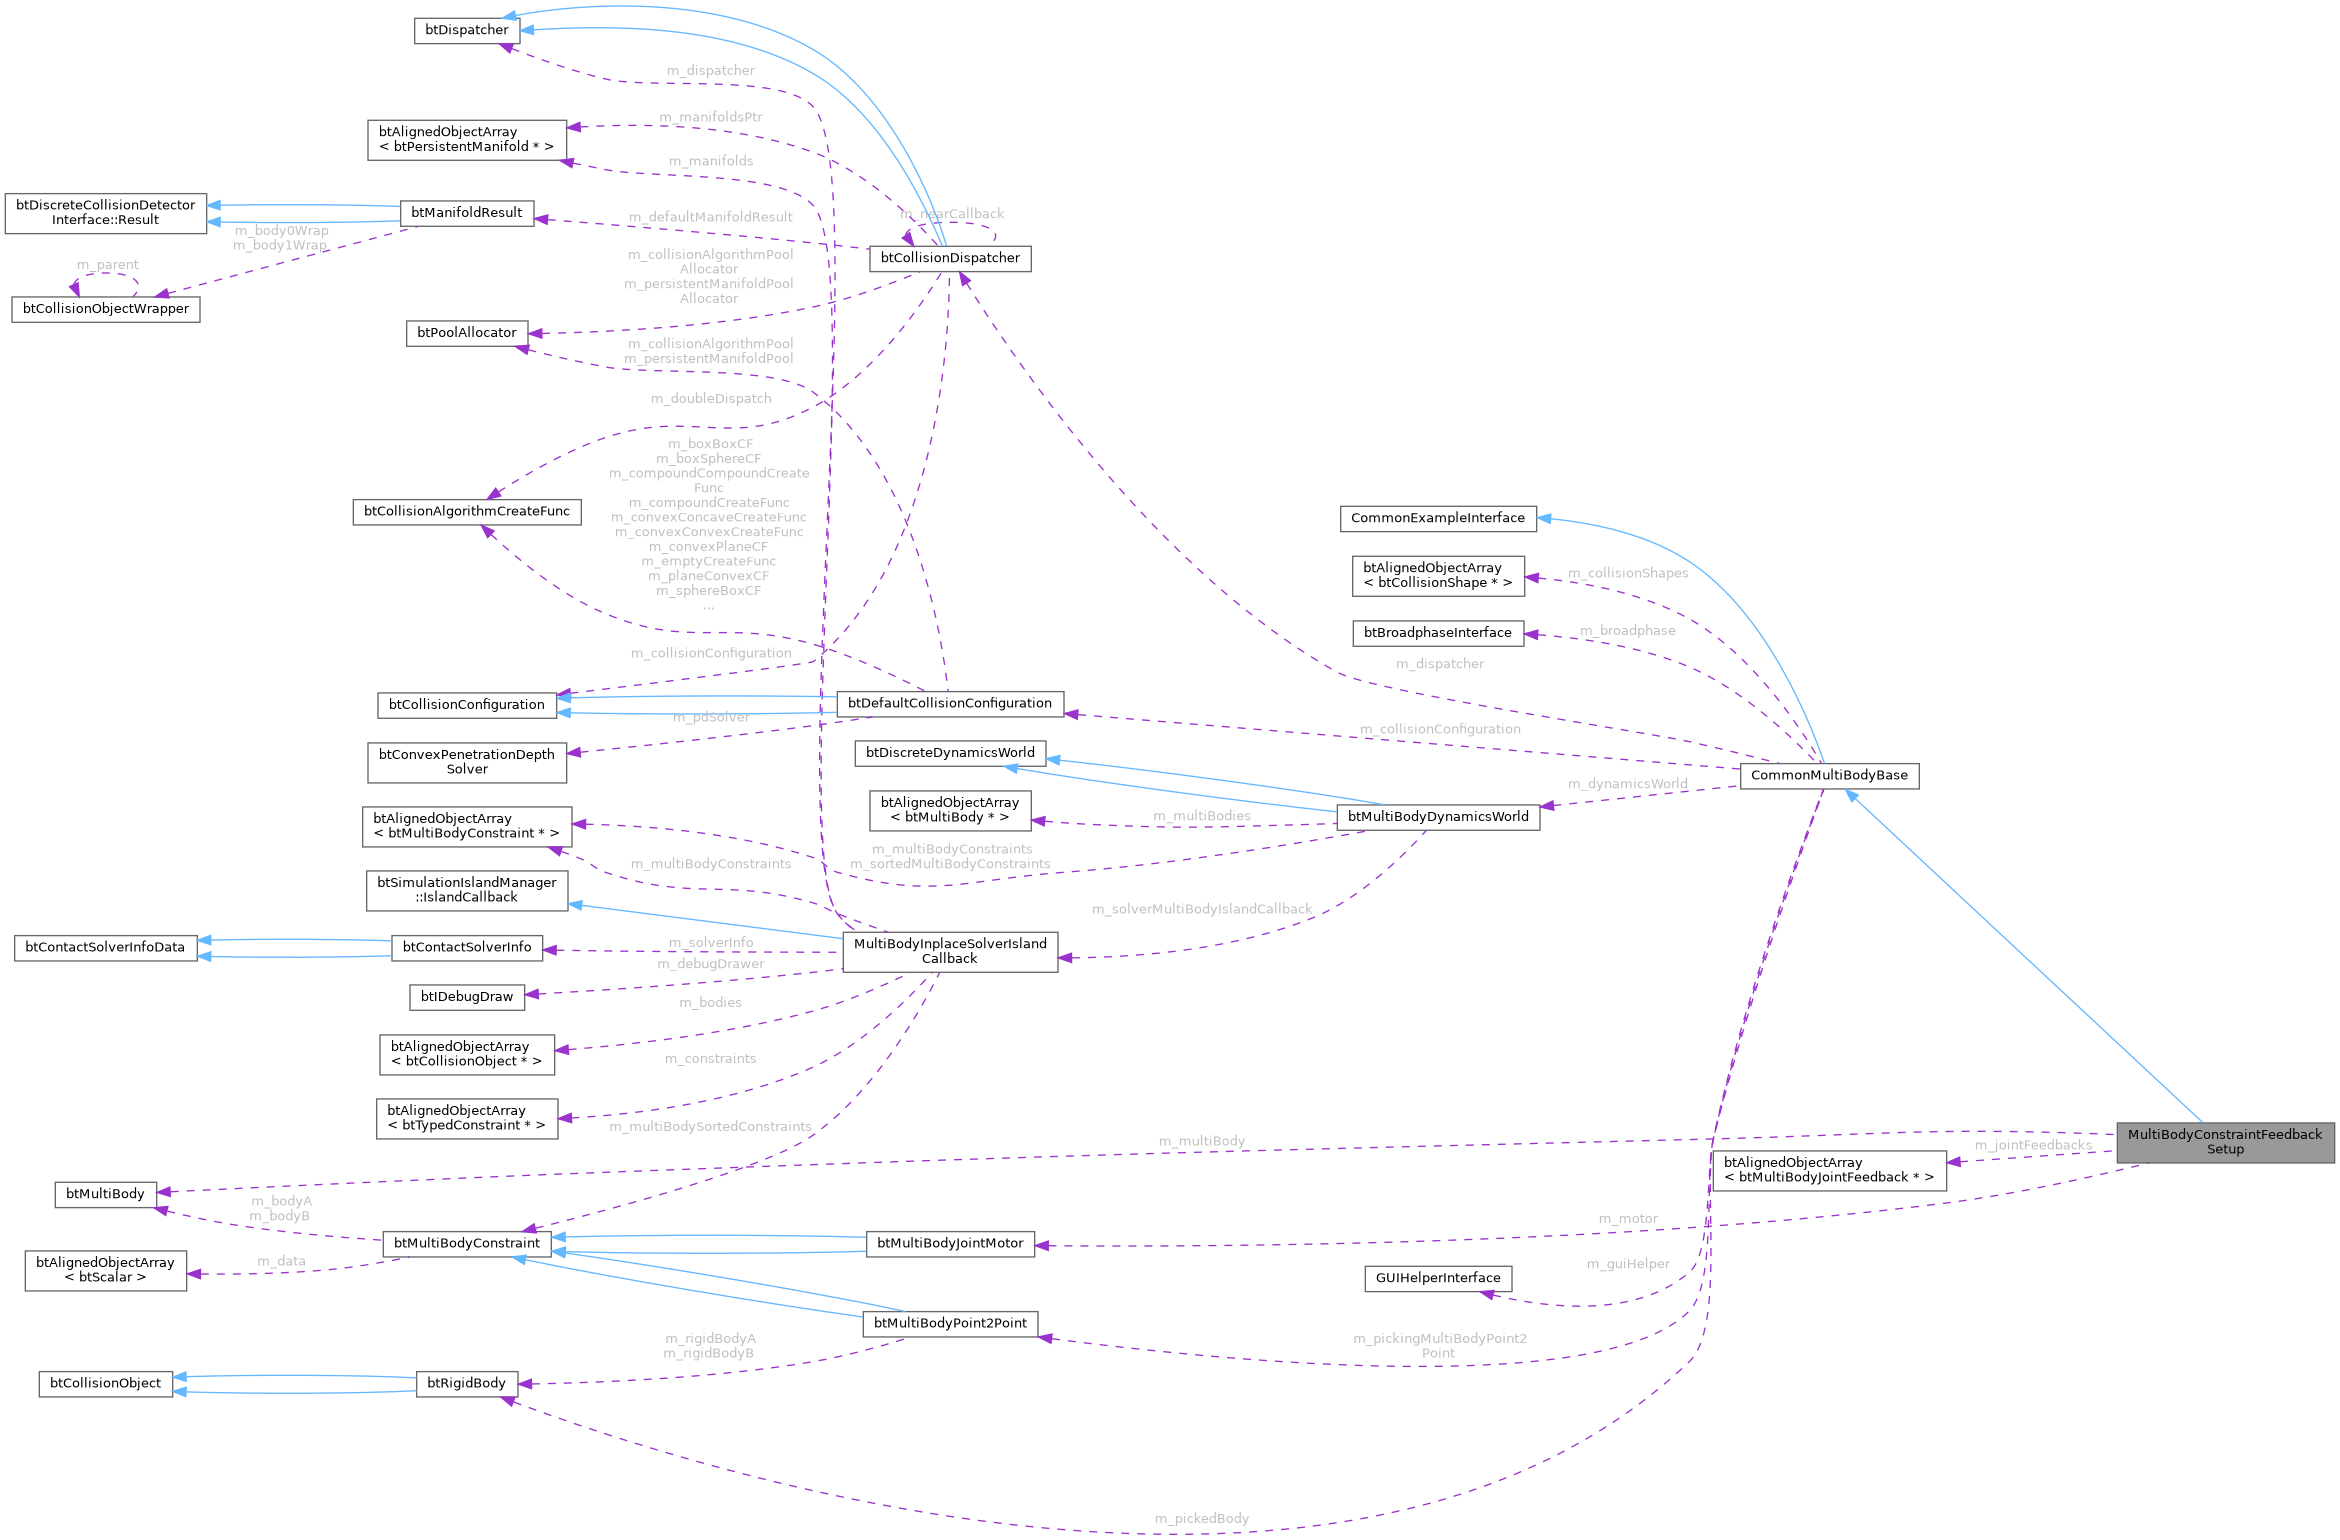 btDispatcher
m_dispatcher
m_manifoldsPtr
btAlignedObjectArray
< btPersistentManifold * >
m_manifolds
btDiscreteCollisionDetector
Interface::Result
btManifoldResult
m_defaultManifoldResult
m_nearCallback
m_body0Wrap
m_body1Wrap
m_parent
btCollisionObjectWrapper
btCollisionDispatcher
m_collisionAlgorithmPool
Allocator
m_persistentManifoldPool
Allocator
btPoolAllocator
m_collisionAlgorithmPool
m_persistentManifoldPool
m_doubleDispatch
m_boxBoxCF
m_boxSphereCF
m_compoundCompoundCreate
Func
m_compoundCreateFunc
m_convexConcaveCreateFunc
m_convexConvexCreateFunc
m_convexPlaneCF
m_emptyCreateFunc
m_planeConvexCF
m_sphereBoxCF
...
btCollisionAlgorithmCreateFunc
CommonExampleInterface
btAlignedObjectArray
< btCollisionShape * >
m_collisionShapes
btBroadphaseInterface
m_broadphase
m_dispatcher
m_collisionConfiguration
btCollisionConfiguration
btDefaultCollisionConfiguration
m_pdSolver
m_collisionConfiguration
btConvexPenetrationDepth
Solver
btDiscreteDynamicsWorld
CommonMultiBodyBase
m_dynamicsWorld
btAlignedObjectArray
< btMultiBody * >
m_multiBodies
btMultiBodyDynamicsWorld
btAlignedObjectArray
< btMultiBodyConstraint * >
m_multiBodyConstraints
m_sortedMultiBodyConstraints
m_multiBodyConstraints
btSimulationIslandManager
::IslandCallback
m_solverMultiBodyIslandCallback
btContactSolverInfoData
btContactSolverInfo
m_solverInfo
MultiBodyInplaceSolverIsland
Callback
m_debugDrawer
btIDebugDraw
m_bodies
btAlignedObjectArray
< btCollisionObject * >
m_constraints
btAlignedObjectArray
< btTypedConstraint * >
m_multiBodySortedConstraints
m_multiBody
MultiBodyConstraintFeedback
Setup
m_jointFeedbacks
btAlignedObjectArray
< btMultiBodyJointFeedback * >
btMultiBody
m_bodyA
m_bodyB
m_motor
btMultiBodyConstraint
btMultiBodyJointMotor
btAlignedObjectArray
< btScalar >
m_data
m_guiHelper
GUIHelperInterface
btMultiBodyPoint2Point
m_rigidBodyA
m_rigidBodyB
m_pickingMultiBodyPoint2
Point
btCollisionObject
btRigidBody
m_pickedBody